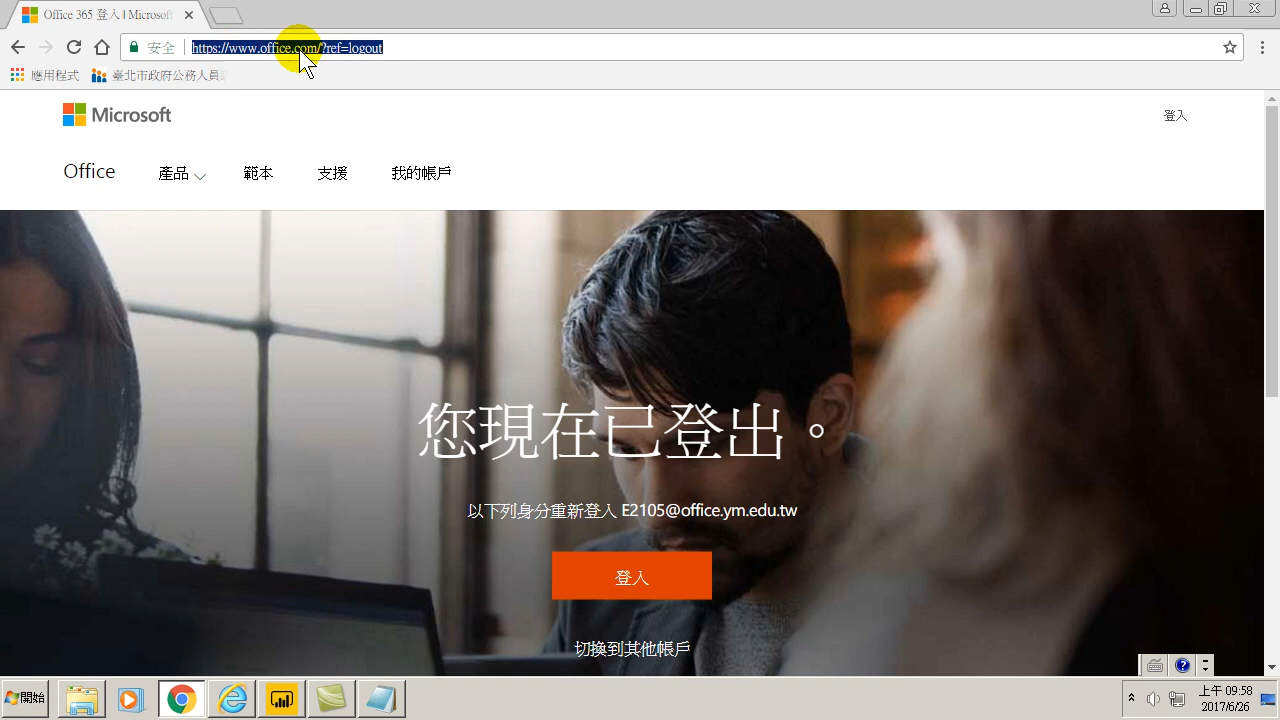 Office 365 登入 | Microsoft
安全
https://www.office.com/?ref=logout
應用程式
臺北市政府公務人員
Microsoft
登入
Office
產品
範本
支援
我的帳戶
您現在已登出。
以下列身分重新登入 E2105@office.ym.edu.tw
登入
切換到其他帳戶
開始
上午 09:58
2017/6/26